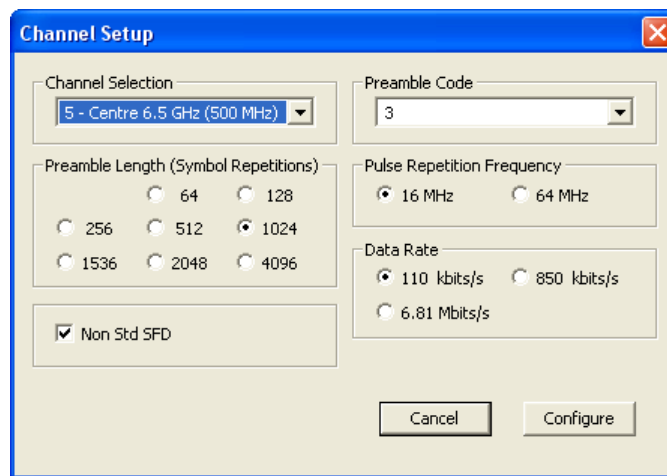 Channel Setup
Channel Selection
5 - Centre 6.5 GHz (500 MHz)
Preamble Code
3
Preamble Length (Symbol Repetitions)
64 128
256 512 1024
1536 2048 4096
Pulse Repetition Frequency
16 MHz 64 MHz
Data Rate
110 kbits/s 850 kbits/s
6.81 Mbits/s
Non Std SFD
Cancel Configure